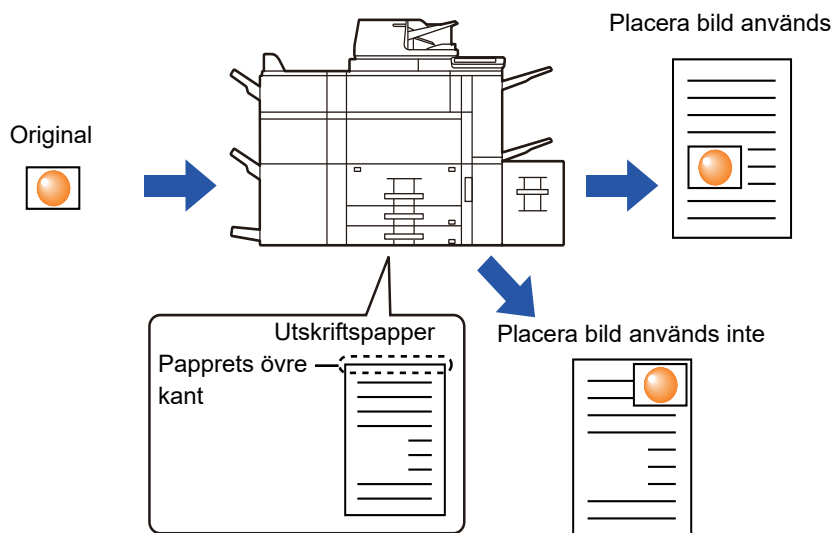 Placera bild används
Original
Utskriftspapper
Papprets övre
kant
Placera bild används inte